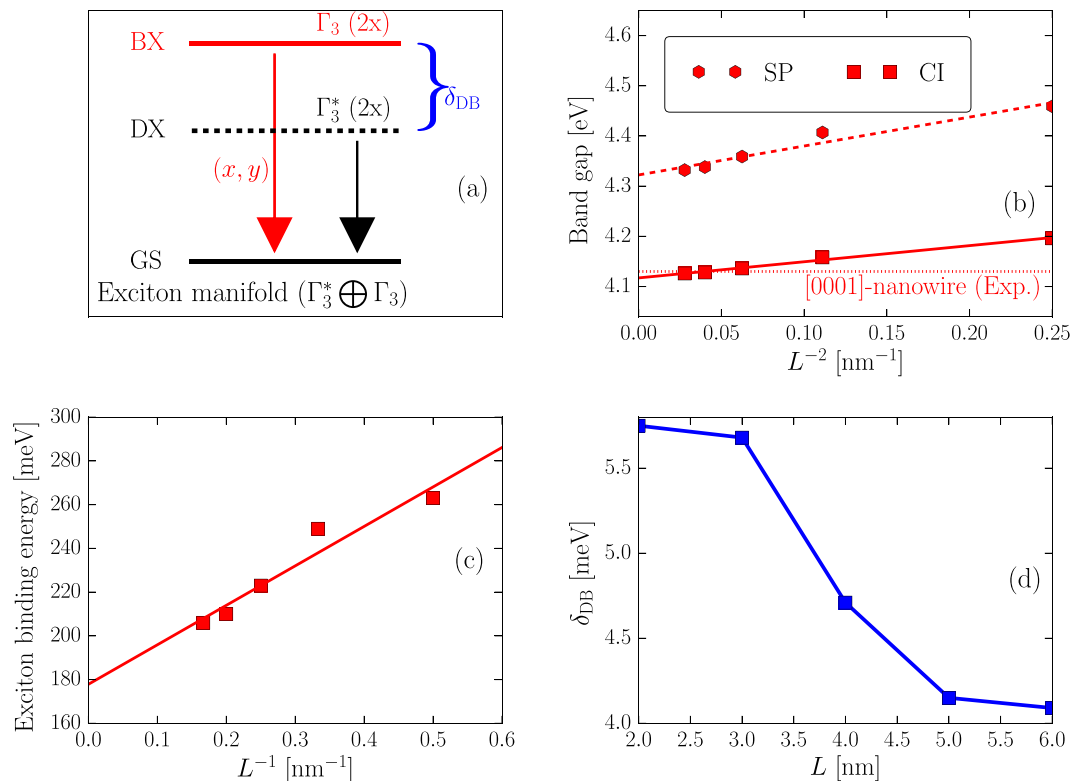 BX
Γ₃ (2x)
δ_DB
DX
Γ₃* (2x)
(x, y)
(a)
GS
Exciton manifold (Γ₃* ⊕ Γ₃)
4.6
4.5
4.4
4.3
4.2
4.1
Band gap [eV]
SP
CI
(b)
[0001]-nanowire (Exp.)
0.00
0.05
0.10
0.15
0.20
0.25
L⁻² [nm⁻¹]
300
280
260
240
220
200
180
160
Exciton binding energy [meV]
(c)
0.0
0.1
0.2
0.3
0.4
0.5
0.6
L⁻¹ [nm⁻¹]
5.5
5.0
4.5
4.0
δ_DB [meV]
(d)
2.0
2.5
3.0
3.5
4.0
4.5
5.0
5.5
6.0
L [nm]